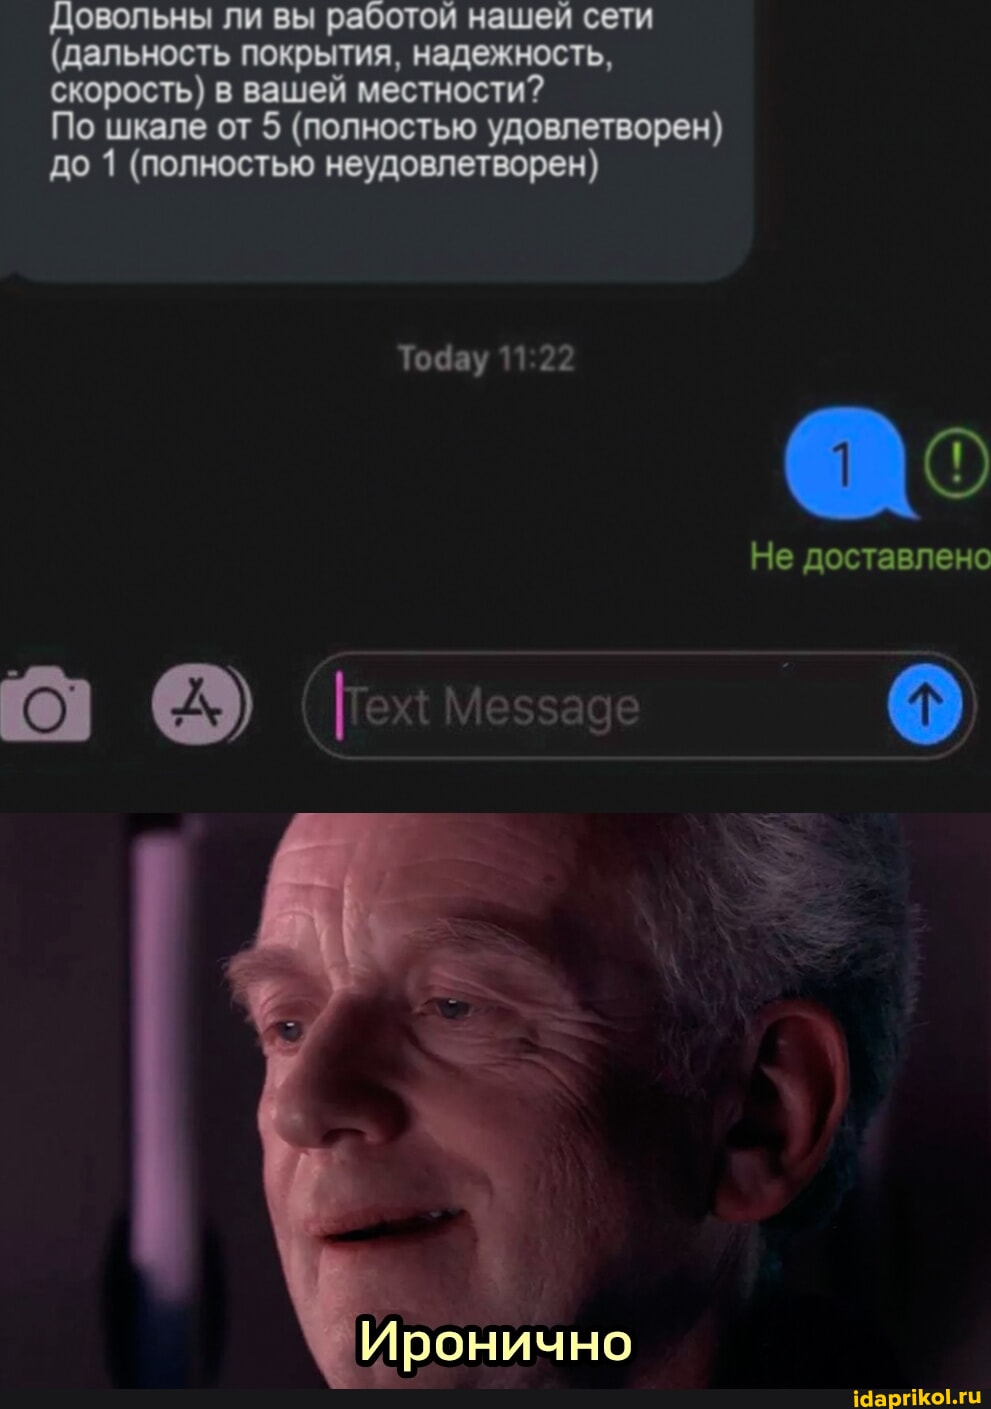 Довольны ли вы работой нашей сети
(дальность покрытия, надежность,
скорость) в вашей местности?
По шкале от 5 (полностью удовлетворен)
до 1 (полностью неудовлетворен)
Today 11:22
1
!
Не доставлено
Text Message
Иронично
idaprikol.ru